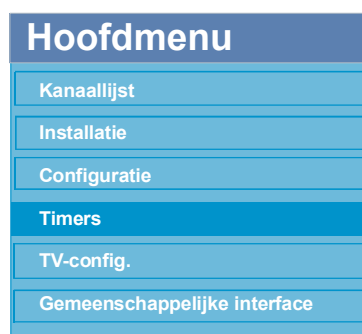 Hoofdmenu
Kanaallijst
Installatie
Configuratie
Timers
TV-config.
Gemeenschappelijke interface